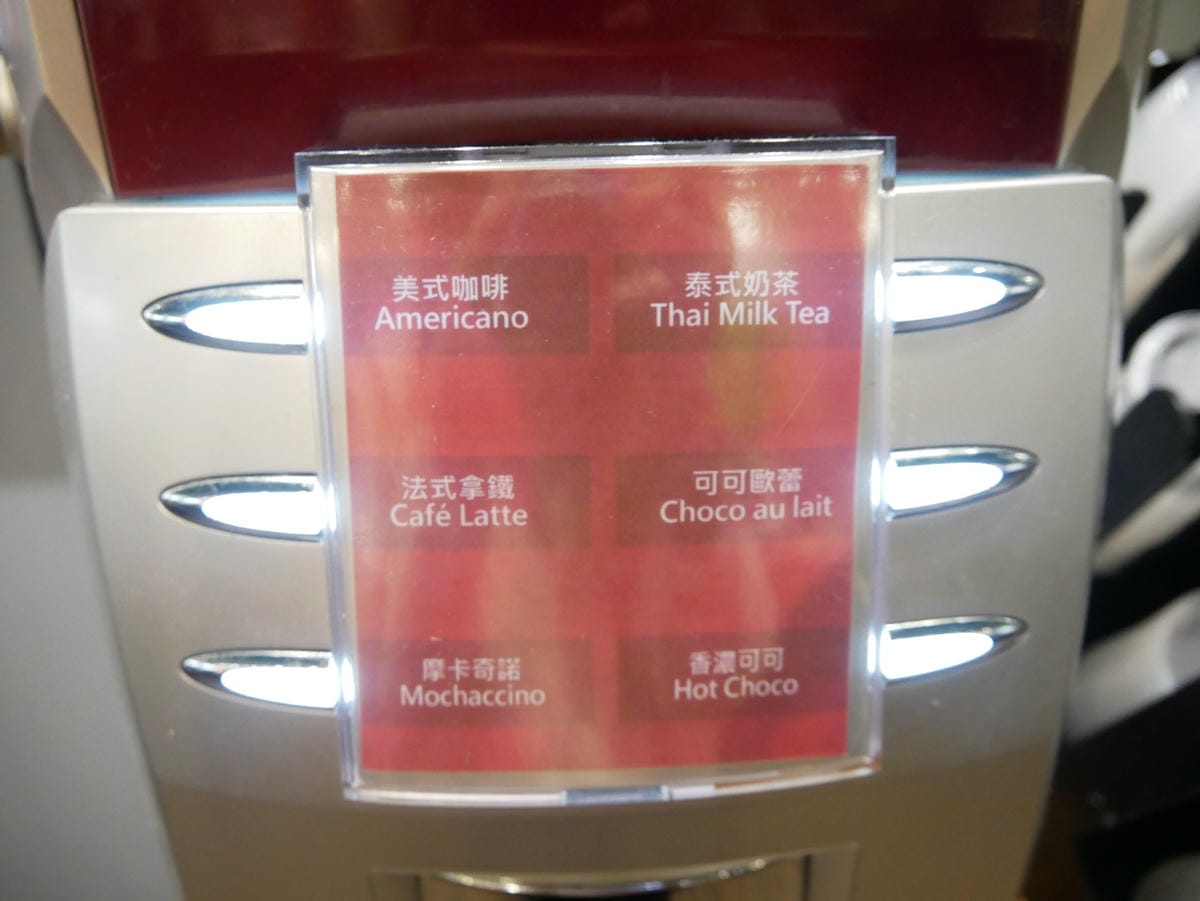 美式咖啡
Americano
泰式奶茶
Thai Milk Tea
法式拿鐵
Café Latte
可可歐蕾
Choco au lait
摩卡奇諾
Mochaccino
香濃可可
Hot Choco